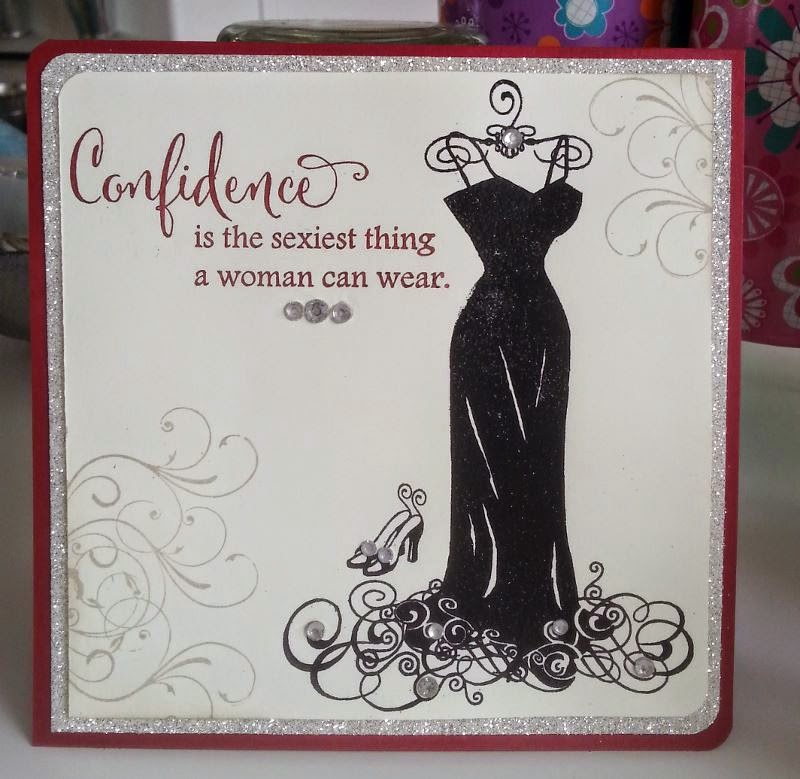 Confidence
is the sexiest thing
a woman can wear.